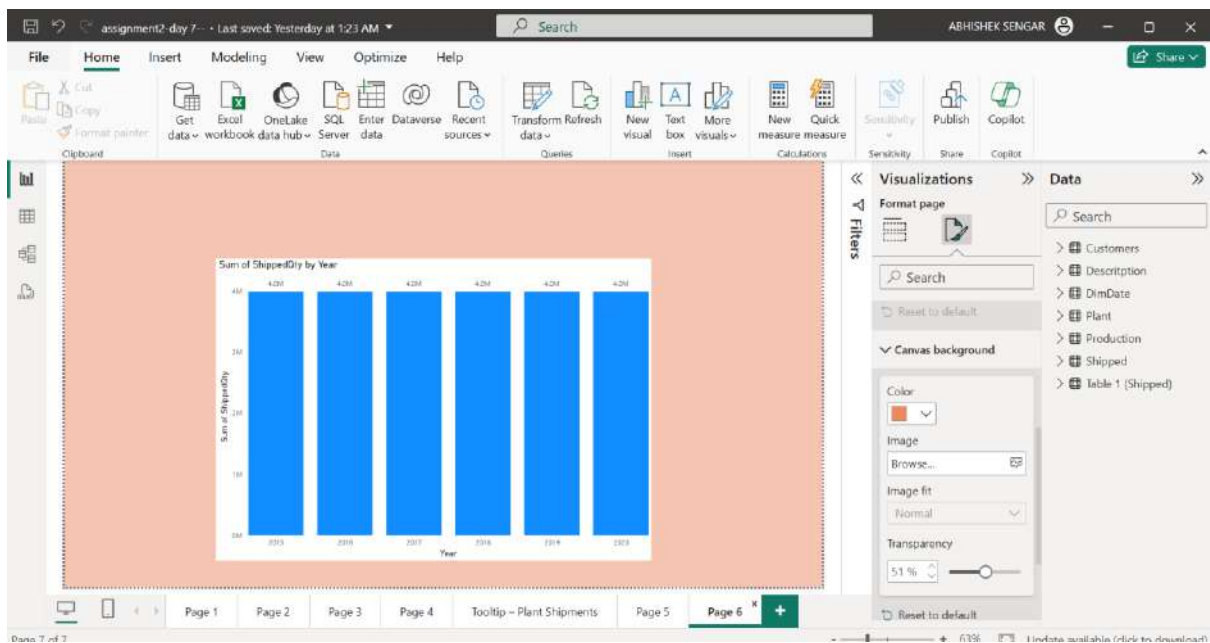 assignment2-day 7-- • Last saved: Yesterday at 1:23 AM
Search
ABHISHEK SENGAR
File Home Insert Modeling View Optimize Help
Share
Paste
Cut
Copy
Format painter
Clipboard
Get data
Excel workbook
OneLake data hub
SQL Server
Enter data
Dataverse
Recent sources
Data
Transform data
Refresh
Queries
New visual
Text box
More visuals
Insert
New measure
Quick measure
Calculations
Sensitivity
Sensitivity
Publish
Share
Copilot
Copilot
Sum of ShippedQty by Year
4.0M 4.0M 4.0M 4.0M 4.0M 4.0M
4M
3M
2M
1M
0M
Sum of ShippedQty
2015 2016 2017 2018 2019 2020
Year
Filters
Visualizations
Format page
Search
Reset to default
Canvas background
Color
Image
Browse...
Image fit
Normal
Transparency
51 %
Reset to default
Data
Search
Customers
Descritption
DimDate
Plant
Production
Shipped
Table 1 (Shipped)
Page 1 Page 2 Page 3 Page 4 Tooltip – Plant Shipments Page 5 Page 6
Page 7 of 7
63%
Update available (click to download)